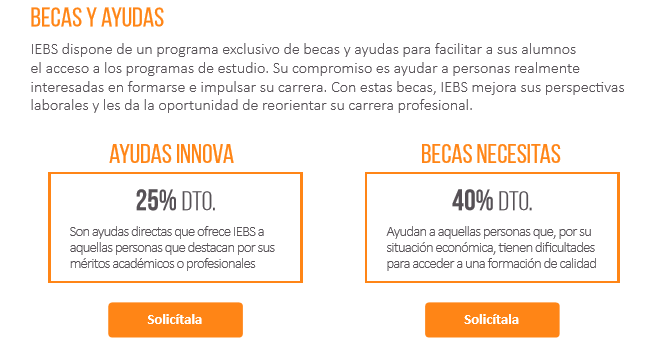 BECAS Y AYUDAS
IEBS dispone de un programa exclusivo de becas y ayudas para facilitar a sus alumnos
el acceso a los programas de estudio. Su compromiso es ayudar a personas realmente
interesadas en formarse e impulsar su carrera. Con estas becas, IEBS mejora sus perspectivas
laborales y les da la oportunidad de reorientar su carrera profesional.
AYUDAS INNOVA
25% DTO.
Son ayudas directas que ofrece IEBS a
aquellas personas que destacan por sus
méritos académicos o profesionales
Solicítala
BECAS NECESITAS
40% DTO.
Ayudan a aquellas personas que, por su
situación económica, tienen dificultades
para acceder a una formación de calidad
Solicítala